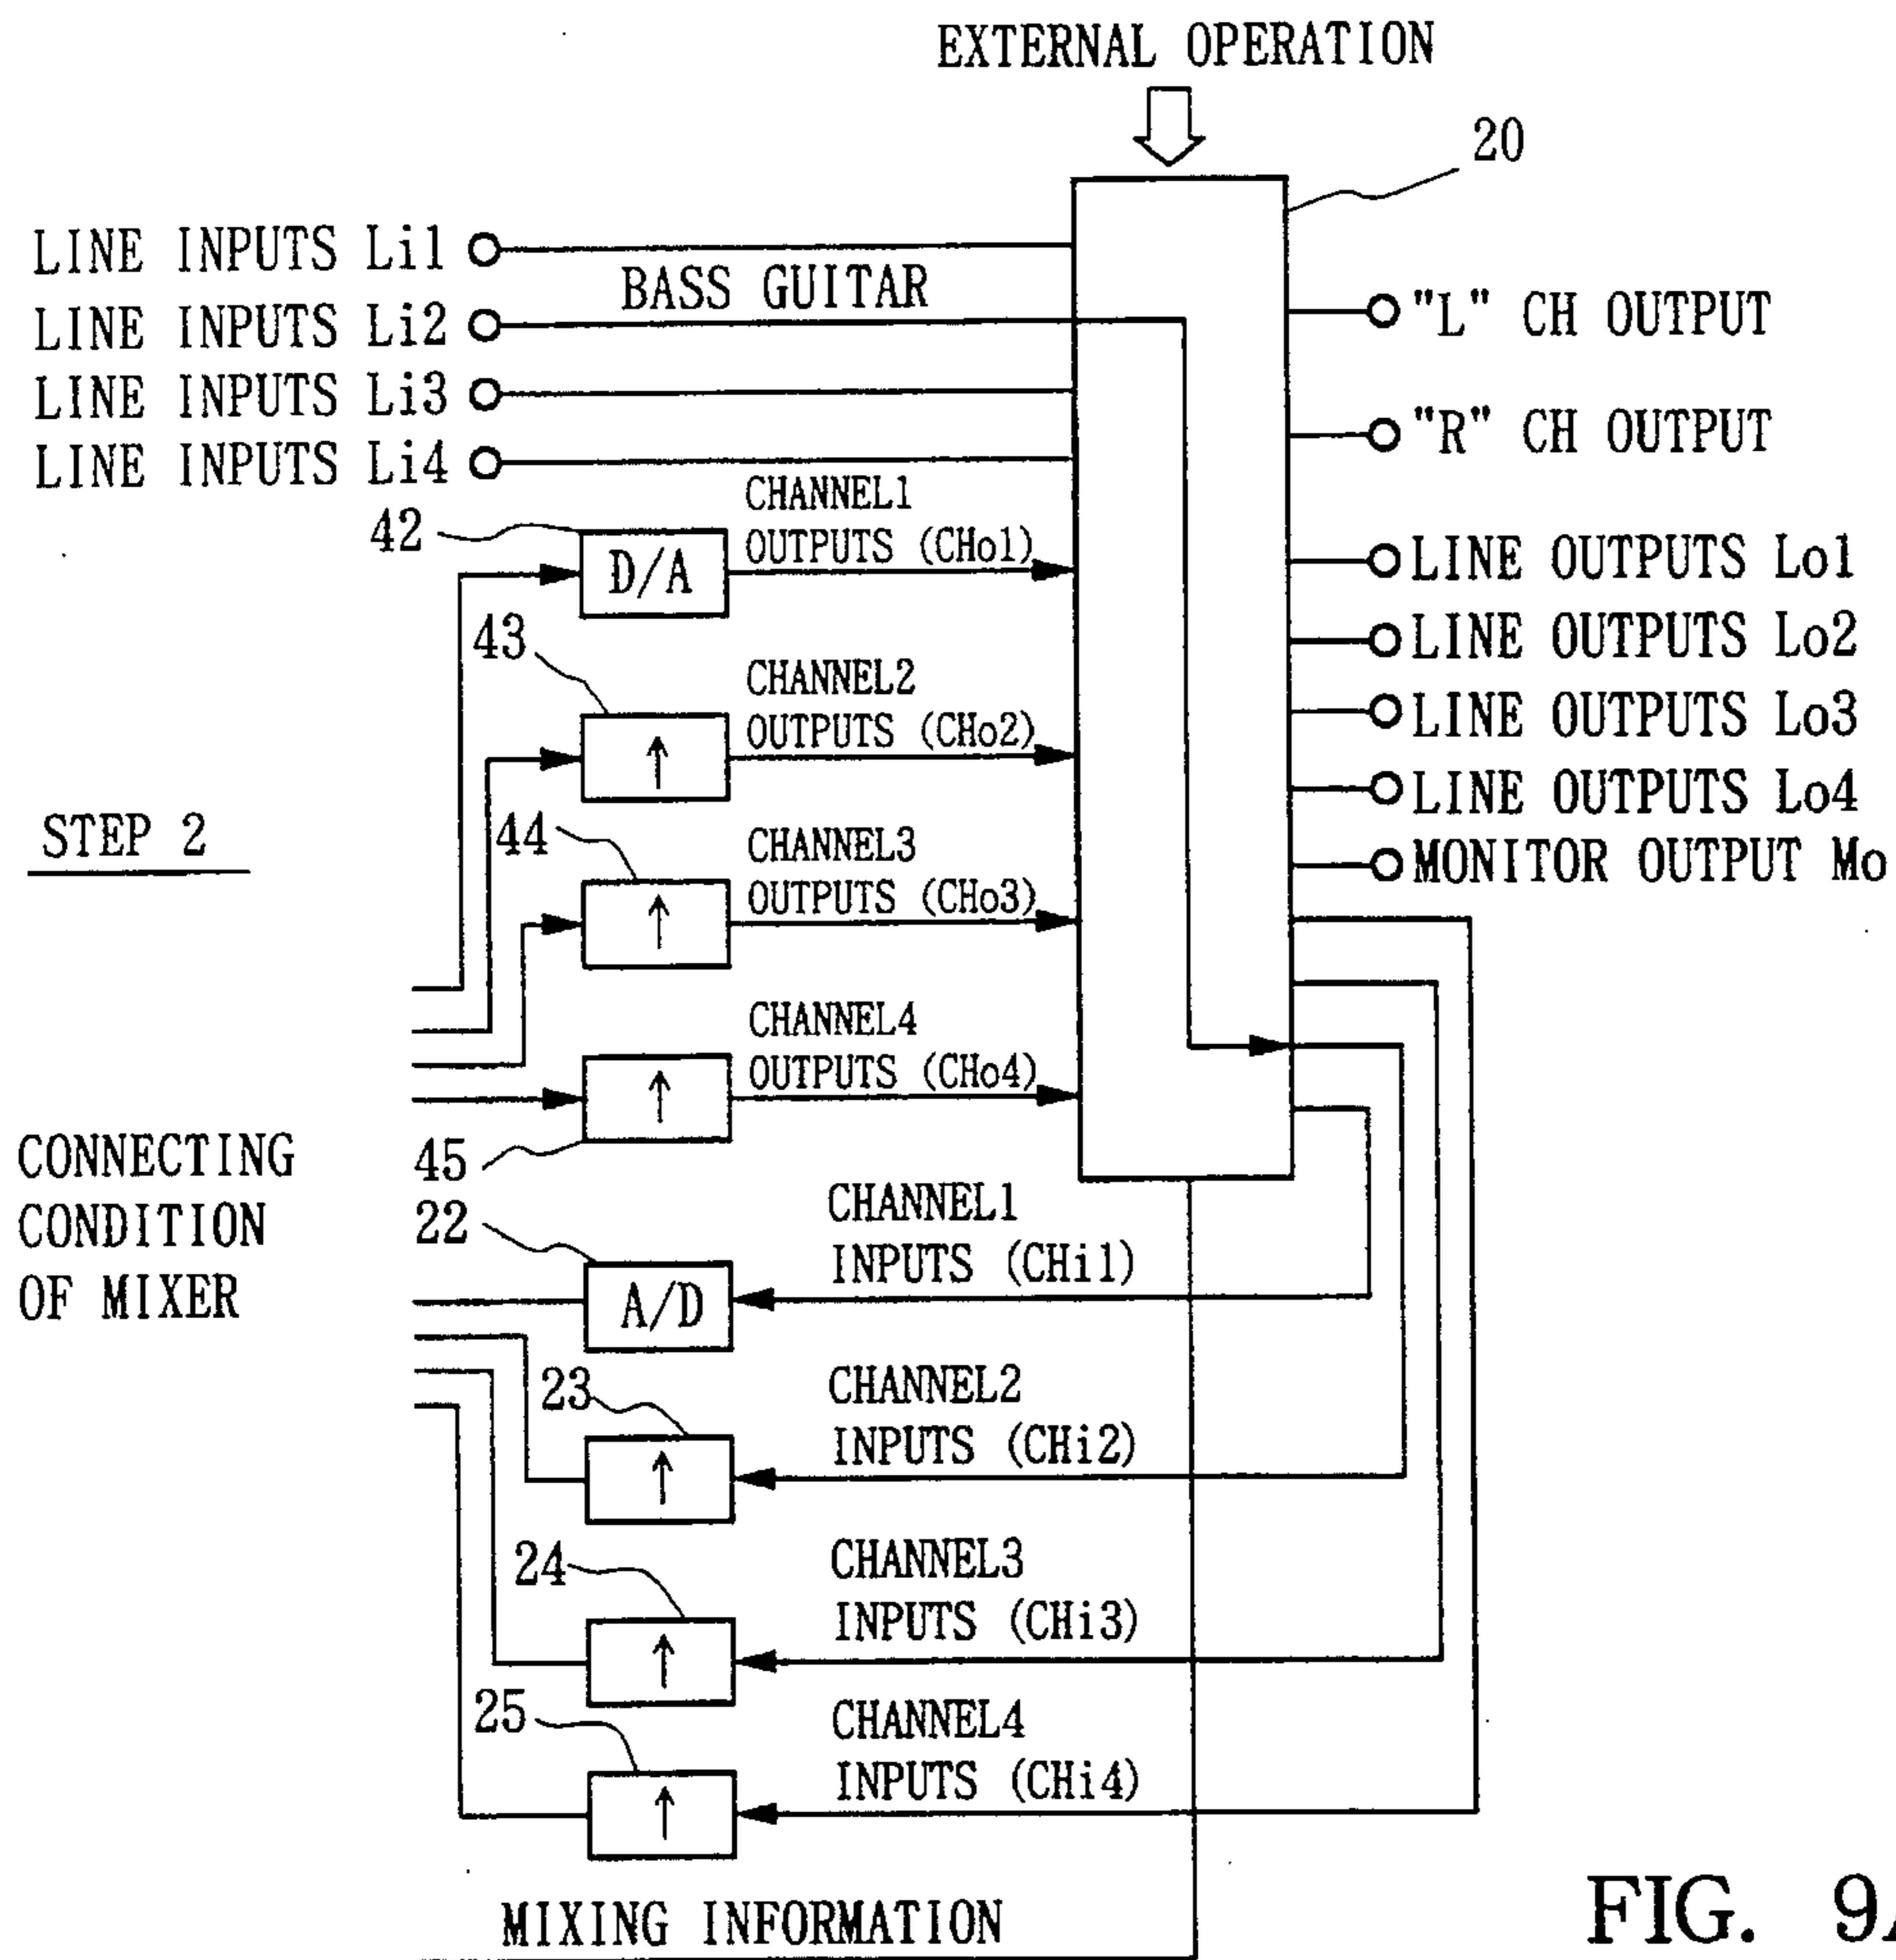 EXTERNAL OPERATION
20
LINE INPUTS Li1
BASS GUITAR
LINE INPUTS Li2
LINE INPUTS Li3
LINE INPUTS Li4
"L" CH OUTPUT
"R" CH OUTPUT
LINE OUTPUTS Lo1
LINE OUTPUTS Lo2
LINE OUTPUTS Lo3
LINE OUTPUTS Lo4
MONITOR OUTPUT Mo
42
D/A
CHANNEL1
OUTPUTS (CHo1)
43
↑
CHANNEL2
OUTPUTS (CHo2)
STEP 2
44
↑
CHANNEL3
OUTPUTS (CHo3)
↑
CHANNEL4
OUTPUTS (CHo4)
45
CONNECTING
CONDITION
OF MIXER
22
A/D
CHANNEL1
INPUTS (CHi1)
23
↑
CHANNEL2
INPUTS (CHi2)
24
↑
CHANNEL3
INPUTS (CHi3)
25
↑
CHANNEL4
INPUTS (CHi4)
MIXING INFORMATION
FIG. 9A